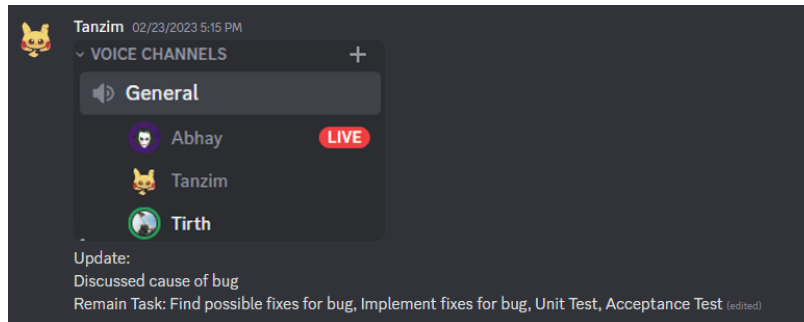 Tanzim 02/23/2023 5:15 PM
VOICE CHANNELS
General
Abhay LIVE
Tanzim
Tirth
Update:
Discussed cause of bug
Remain Task: Find possible fixes for bug, Implement fixes for bug, Unit Test, Acceptance Test (edited)